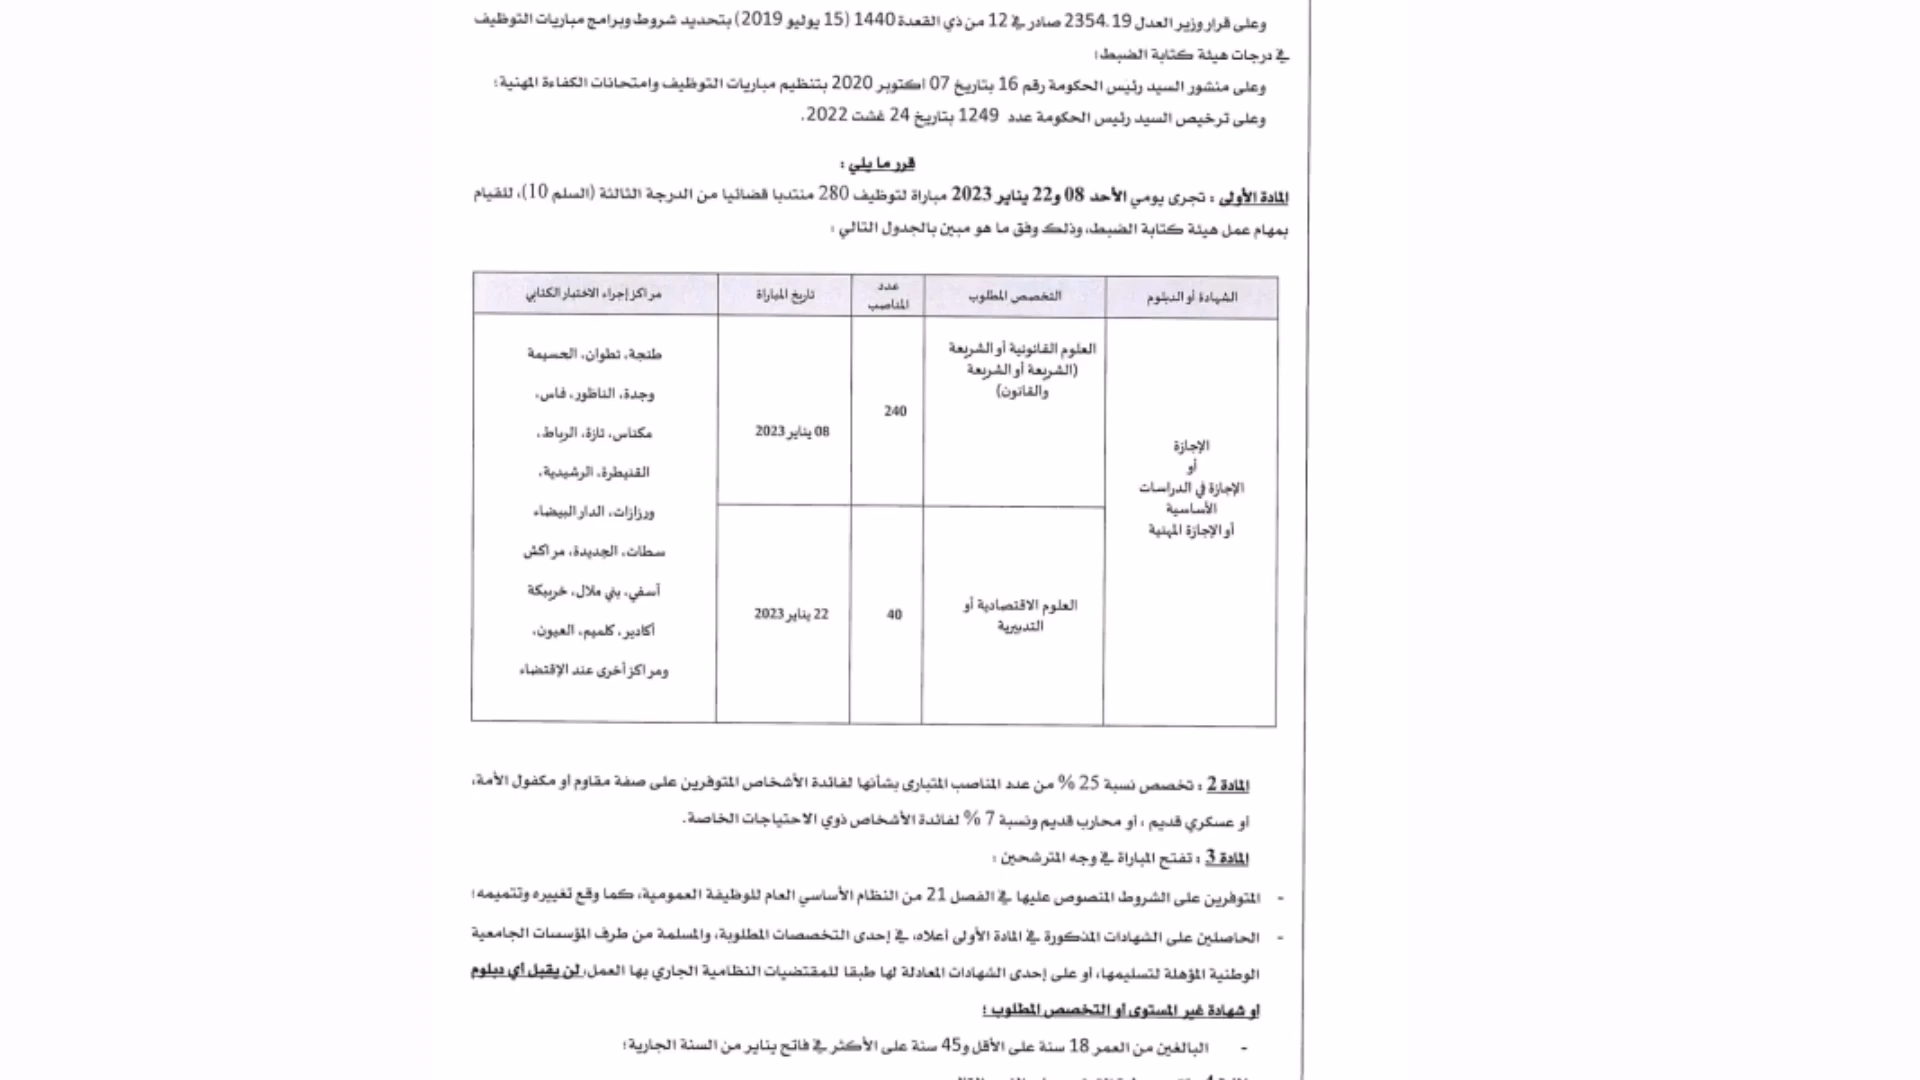 وعلى قرار وزير العدل 2354.19 صادر في 12 من ذي القعدة 1440 (15 يوليو 2019) بتحديد شروط وبرامج مباريات التوظيف
في درجات هيئة كتابة الضبط؛
وعلى منشور السيد رئيس الحكومة رقم 16 بتاريخ 07 اكتوبر 2020 بتنظيم مباريات التوظيف وامتحانات الكفاءة المهنية؛
وعلى ترخيص السيد رئيس الحكومة عدد 1249 بتاريخ 24 غشت 2022.
قرر ما يلي :
المادة الأولى : تجرى يومي الأحد 08 و22 يناير 2023 مباراة لتوظيف 280 منتدبا قضائيا من الدرجة الثالثة (السلم 10)، للقيام
بمهام عمل هيئة كتابة الضبط، وذلك وفق ما هو مبين بالجدول التالي :
الشهادة أو الدبلوم
التخصص المطلوب
عدد
المناصب
تاريخ المباراة
مراكز إجراء الاختبار الكتابي
الإجازة
أو
الإجازة في الدراسات
الأساسية
أو الإجازة المهنية
العلوم القانونية أو الشريعة
(الشريعة أو الشريعة
والقانون)
240
08 يناير 2023
العلوم الاقتصادية أو
التدبيرية
40
22 يناير 2023
طنجة، تطوان، الحسيمة
وجدة، الناظور، فاس،
مكناس، تازة، الرباط،
القنيطرة، الرشيدية،
ورزازات، الدار البيضاء
سطات، الجديدة، مراكش
آسفي، بني ملال، خريبكة
أكادير، كلميم، العيون،
ومراكز أخرى عند الإقتضاء
المادة 2 : تخصص نسبة 25 % من عدد المناصب المتبارى بشأنها لفائدة الأشخاص المتوفرين على صفة مقاوم او مكفول الأمة،
او عسكري قديم ، او محارب قديم ونسبة 7 % لفائدة الأشخاص ذوي الاحتياجات الخاصة.
المادة 3 : تفتح المباراة في وجه المترشحين :
- المتوفرين على الشروط المنصوص عليها في الفصل 21 من النظام الأساسي العام للوظيفة العمومية، كما وقع تغييره وتتميمه؛
- الحاصلين على الشهادات المذكورة في المادة الأولى أعلاه، في إحدى التخصصات المطلوبة، والمسلمة من طرف المؤسسات الجامعية
الوطنية المؤهلة لتسليمها، أو على إحدى الشهادات المعادلة لها طبقا للمقتضيات النظامية الجاري بها العمل، لن يقبل أي دبلوم
او شهادة غير المستوى او التخصص المطلوب ؛
- البالغين من العمر 18 سنة على الأقل و45 سنة على الأكثر في فاتح يناير من السنة الجارية؛